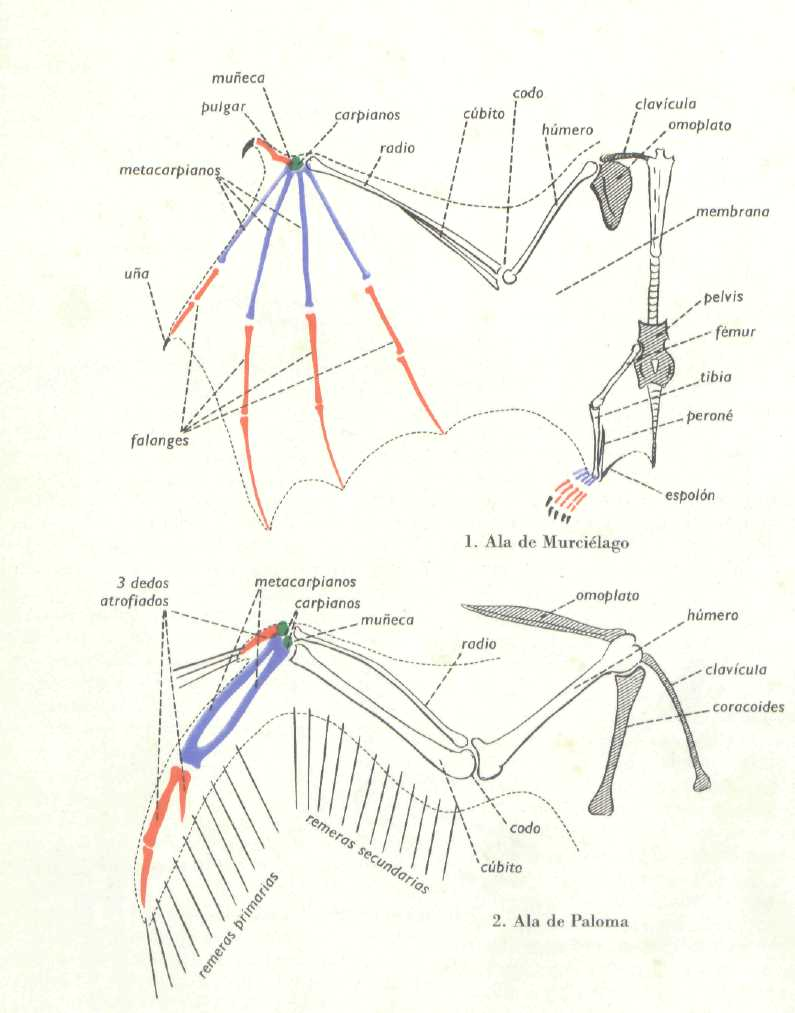 muñeca
pulgar
carpianos
codo
cúbito
clavícula
omoplato
húmero
radio
metacarpianos
membrana
uña
pelvis
fémur
tibia
peroné
falanges
espolón
1. Ala de Murciélago
3 dedos
atrofiados
metacarpianos
carpianos
muñeca
omoplato
húmero
radio
clavícula
coracoides
remeras secundarias
codo
cúbito
remeras primarias
2. Ala de Paloma